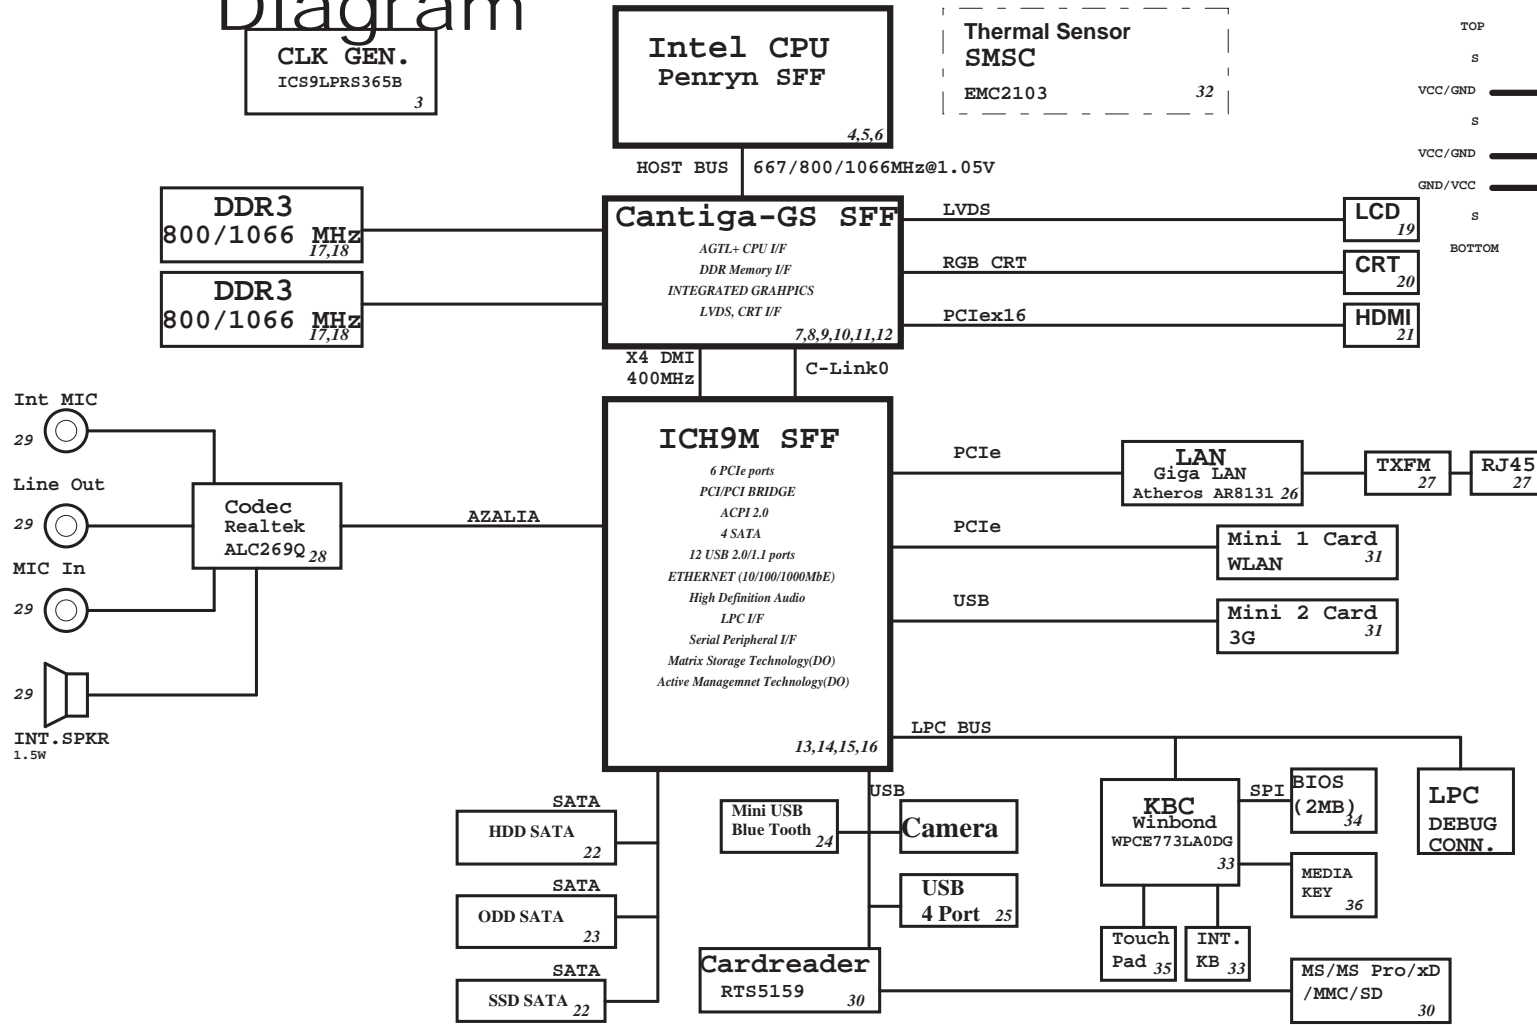 Diagram
CLK GEN.
ICS9LPRS365B
3
Intel CPU
Penryn SFF
4,5,6
Thermal Sensor
SMSC
EMC2103
32
TOP
S
VCC/GND
S
VCC/GND
GND/VCC
S
BOTTOM
HOST BUS
667/800/1066MHz@1.05V
DDR3
800/1066 MHz
17,18
DDR3
800/1066 MHz
17,18
Cantiga-GS SFF
AGTL+ CPU I/F
DDR Memory I/F
INTEGRATED GRAHPICS
LVDS, CRT I/F
7,8,9,10,11,12
LVDS
LCD
19
RGB CRT
CRT
20
PCIex16
HDMI
21
X4 DMI
400MHz
C-Link0
Int MIC
29
Line Out
29
MIC In
29
29
INT.SPKR
1.5W
Codec
Realtek
ALC269Q
28
AZALIA
ICH9M SFF
6 PCIe ports
PCI/PCI BRIDGE
ACPI 2.0
4 SATA
12 USB 2.0/1.1 ports
ETHERNET (10/100/1000MbE)
High Definition Audio
LPC I/F
Serial Peripheral I/F
Matrix Storage Technology(DO)
Active Managemnet Technology(DO)
13,14,15,16
PCIe
LAN
Giga LAN
Atheros AR8131
26
TXFM
27
RJ45
27
PCIe
Mini 1 Card
WLAN
31
USB
Mini 2 Card
3G
31
LPC BUS
KBC
Winbond
WPCE773LA0DG
33
SPI
BIOS
(2MB)
34
LPC
DEBUG
CONN.
MEDIA
KEY
36
Touch
Pad
35
INT.
KB
33
SATA
HDD SATA
22
SATA
ODD SATA
23
SATA
SSD SATA
22
USB
Mini USB
Blue Tooth
24
Camera
USB
4 Port
25
Cardreader
RTS5159
30
MS/MS Pro/xD
/MMC/SD
30